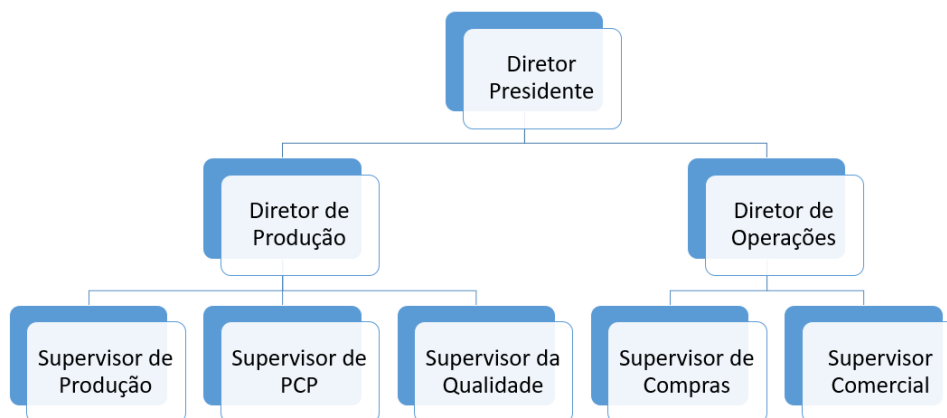 Diretor
Presidente
Diretor de
Produção
Diretor de
Operações
Supervisor de
Produção
Supervisor de
PCP
Supervisor da
Qualidade
Supervisor de
Compras
Supervisor
Comercial